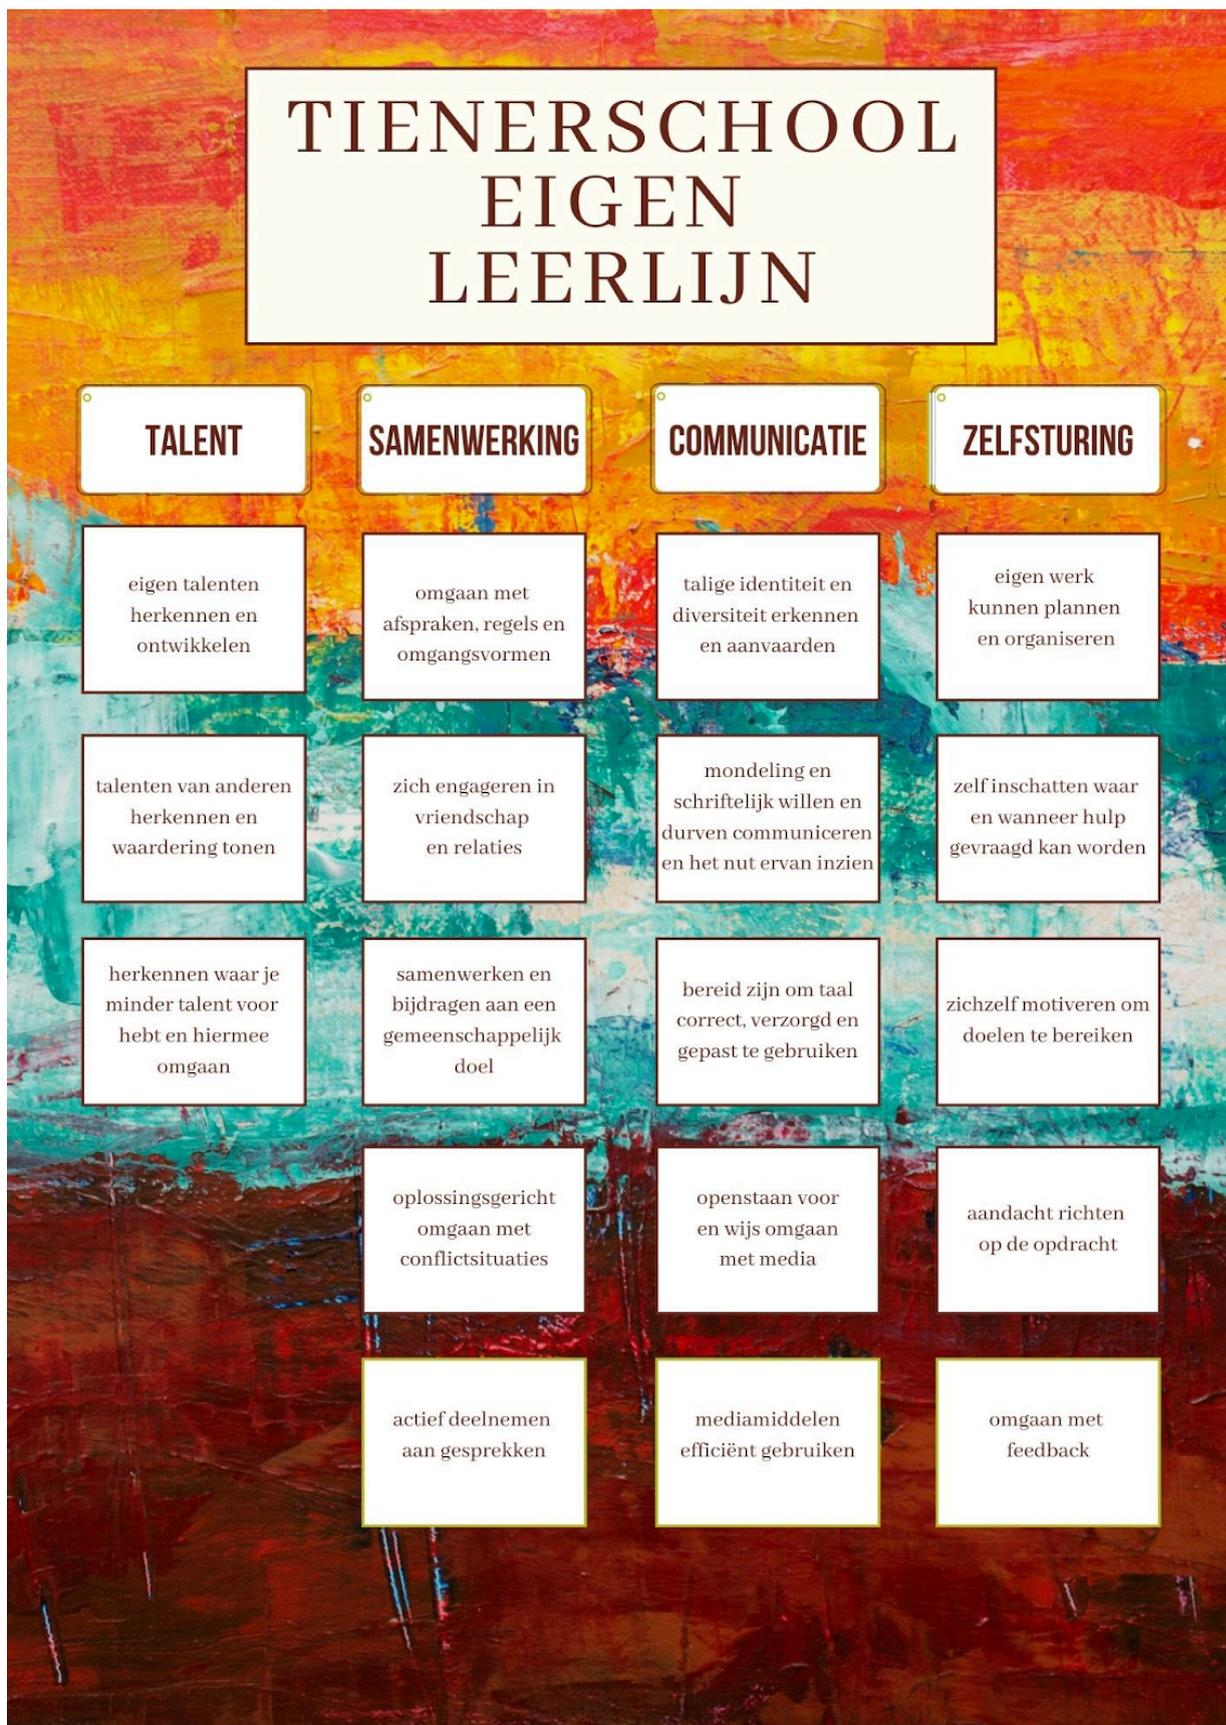 TIENERSCHOOL
EIGEN
LEERLIJN
TALENT
eigen talenten
herkennen en
ontwikkelen
talenten van anderen
herkennen en
waardering tonen
herkennen waar je
minder talent voor
hebt en hiermee
omgaan
SAMENWERKING
omgaan met
afspraken, regels en
omgangsvormen
zich engageren in
vriendschap
en relaties
samenwerken en
bijdragen aan een
gemeenschappelijk
doel
oplossingsgericht
omgaan met
conflictsituaties
actief deelnemen
aan gesprekken
COMMUNICATIE
talige identiteit en
diversiteit erkennen
en aanvaarden
mondeling en
schriftelijk willen en
durven communiceren
en het nut ervan inzien
bereid zijn om taal
correct, verzorgd en
gepast te gebruiken
openstaan voor
en wijs omgaan
met media
mediamiddelen
efficiënt gebruiken
ZELFSTURING
eigen werk
kunnen plannen
en organiseren
zelf inschatten waar
en wanneer hulp
gevraagd kan worden
zichzelf motiveren om
doelen te bereiken
aandacht richten
op de opdracht
omgaan met
feedback